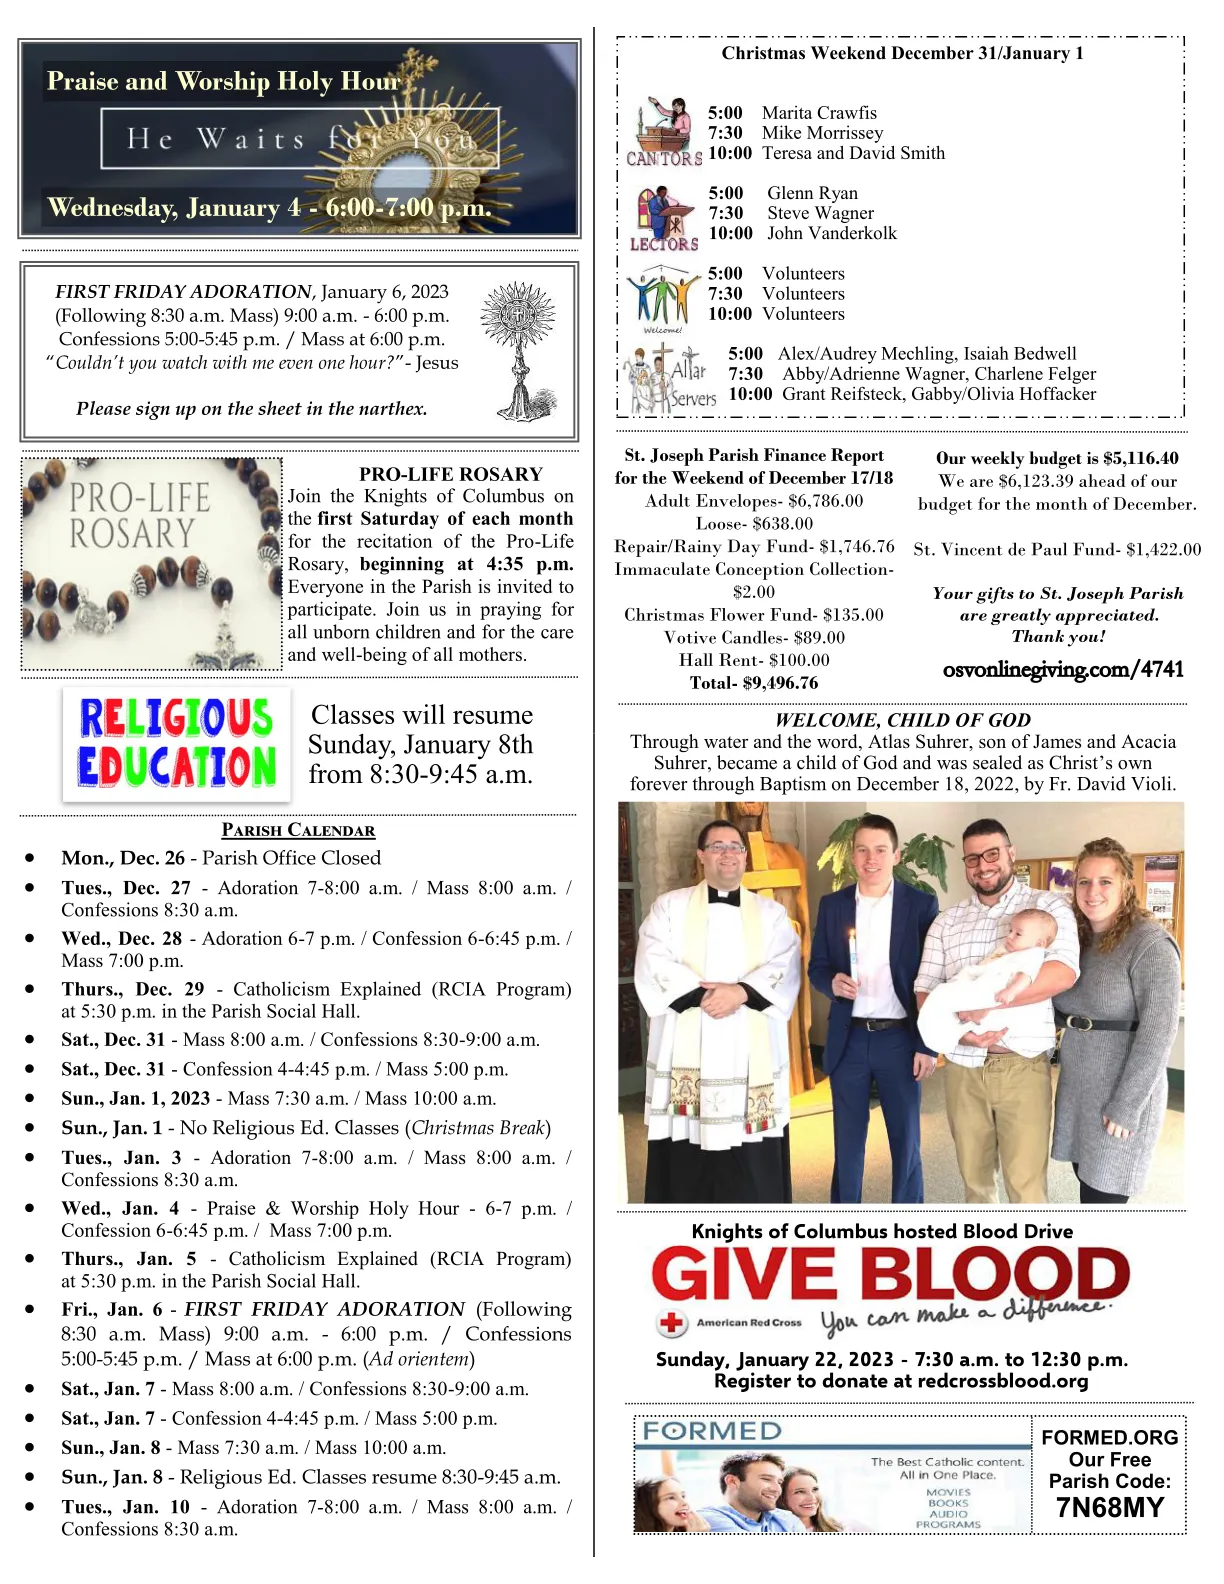 Praise and Worship Holy Hour
He Waits for You
Wednesday, January 4 - 6:00-7:00 p.m.
FIRST FRIDAY ADORATION, January 6, 2023
(Following 8:30 a.m. Mass) 9:00 a.m. - 6:00 p.m.
Confessions 5:00-5:45 p.m. / Mass at 6:00 p.m.
“Couldn’t you watch with me even one hour?”- Jesus
Please sign up on the sheet in the narthex.
PRO-LIFE
ROSARY
PRO-LIFE ROSARY
Join the Knights of Columbus on
the first Saturday of each month
for the recitation of the Pro-Life
Rosary, beginning at 4:35 p.m.
Everyone in the Parish is invited to
participate. Join us in praying for
all unborn children and for the care
and well-being of all mothers.
RELIGIOUS
EDUCATION
Classes will resume
Sunday, January 8th
from 8:30-9:45 a.m.
PARISH CALENDAR
• Mon., Dec. 26 - Parish Office Closed
• Tues., Dec. 27 - Adoration 7-8:00 a.m. / Mass 8:00 a.m. /
Confessions 8:30 a.m.
• Wed., Dec. 28 - Adoration 6-7 p.m. / Confession 6-6:45 p.m. /
Mass 7:00 p.m.
• Thurs., Dec. 29 - Catholicism Explained (RCIA Program)
at 5:30 p.m. in the Parish Social Hall.
• Sat., Dec. 31 - Mass 8:00 a.m. / Confessions 8:30-9:00 a.m.
• Sat., Dec. 31 - Confession 4-4:45 p.m. / Mass 5:00 p.m.
• Sun., Jan. 1, 2023 - Mass 7:30 a.m. / Mass 10:00 a.m.
• Sun., Jan. 1 - No Religious Ed. Classes (Christmas Break)
• Tues., Jan. 3 - Adoration 7-8:00 a.m. / Mass 8:00 a.m. /
Confessions 8:30 a.m.
• Wed., Jan. 4 - Praise & Worship Holy Hour - 6-7 p.m. /
Confession 6-6:45 p.m. / Mass 7:00 p.m.
• Thurs., Jan. 5 - Catholicism Explained (RCIA Program)
at 5:30 p.m. in the Parish Social Hall.
• Fri., Jan. 6 - FIRST FRIDAY ADORATION (Following
8:30 a.m. Mass) 9:00 a.m. - 6:00 p.m. / Confessions
5:00-5:45 p.m. / Mass at 6:00 p.m. (Ad orientem)
• Sat., Jan. 7 - Mass 8:00 a.m. / Confessions 8:30-9:00 a.m.
• Sat., Jan. 7 - Confession 4-4:45 p.m. / Mass 5:00 p.m.
• Sun., Jan. 8 - Mass 7:30 a.m. / Mass 10:00 a.m.
• Sun., Jan. 8 - Religious Ed. Classes resume 8:30-9:45 a.m.
• Tues., Jan. 10 - Adoration 7-8:00 a.m. / Mass 8:00 a.m. /
Confessions 8:30 a.m.
Christmas Weekend December 31/January 1
CANTORS
5:00 Marita Crawfis
7:30 Mike Morrissey
10:00 Teresa and David Smith
LECTORS
5:00 Glenn Ryan
7:30 Steve Wagner
10:00 John Vanderkolk
Welcome!
5:00 Volunteers
7:30 Volunteers
10:00 Volunteers
Altar
Servers
5:00 Alex/Audrey Mechling, Isaiah Bedwell
7:30 Abby/Adrienne Wagner, Charlene Felger
10:00 Grant Reifsteck, Gabby/Olivia Hoffacker
St. Joseph Parish Finance Report
for the Weekend of December 17/18
Adult Envelopes- $6,786.00
Loose- $638.00
Repair/Rainy Day Fund- $1,746.76
Immaculate Conception Collection-
$2.00
Christmas Flower Fund- $135.00
Votive Candles- $89.00
Hall Rent- $100.00
Total- $9,496.76
Our weekly budget is $5,116.40
We are $6,123.39 ahead of our
budget for the month of December.
St. Vincent de Paul Fund- $1,422.00
Your gifts to St. Joseph Parish
are greatly appreciated.
Thank you!
osvonlinegiving.com/4741
WELCOME, CHILD OF GOD
Through water and the word, Atlas Suhrer, son of James and Acacia
Suhrer, became a child of God and was sealed as Christ’s own
forever through Baptism on December 18, 2022, by Fr. David Violi.
Knights of Columbus hosted Blood Drive
GIVE BLOOD
American Red Cross
You can make a difference.
Sunday, January 22, 2023 - 7:30 a.m. to 12:30 p.m.
Register to donate at redcrossblood.org
FORMED
The Best Catholic content.
All in One Place.
MOVIES
BOOKS
AUDIO
PROGRAMS
FORMED.ORG
Our Free
Parish Code:
7N68MY